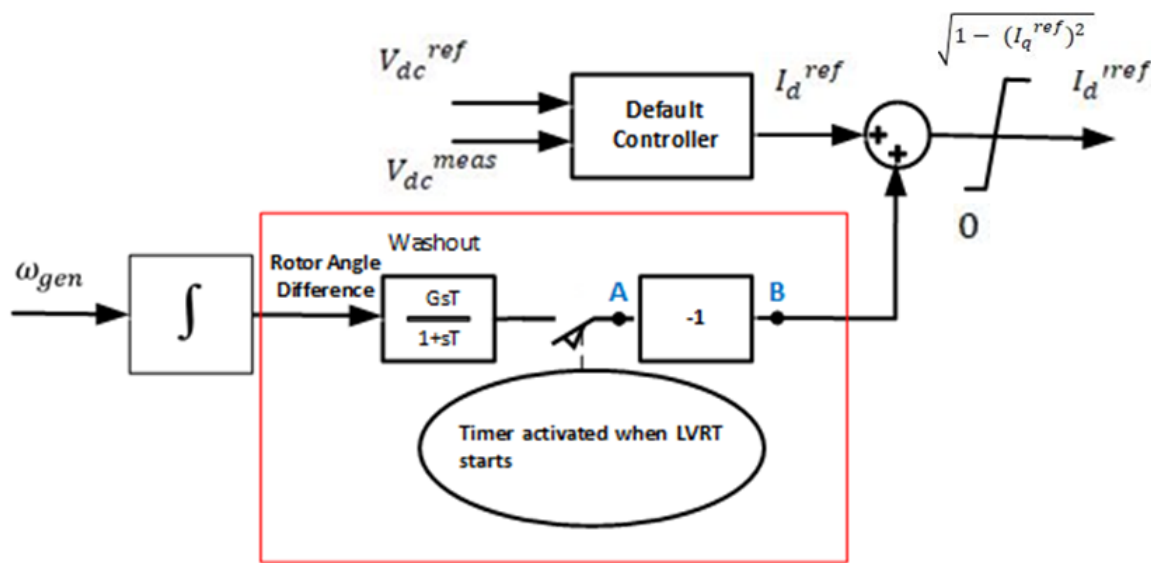 √1 − (I_q^ref)^2
V_dc^ref
I_d^ref
I_d^'ref
Default
Controller
+
+
V_dc^meas
0
Washout
ω_gen
Rotor Angle
Difference
∫
GsT
1+sT
A
-1
B
Timer activated when LVRT
starts